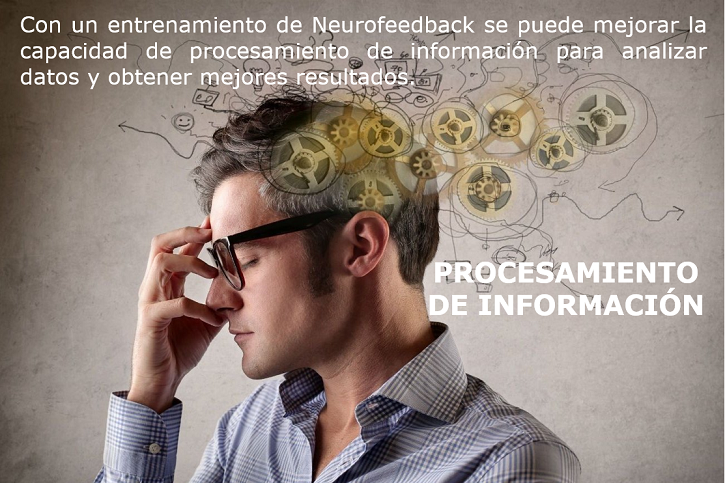 Con un entrenamiento de Neurofeedback se puede mejorar la
capacidad de procesamiento de información para analizar
datos y obtener mejores resultados.
PROCESAMIENTO
DE INFORMACIÓN